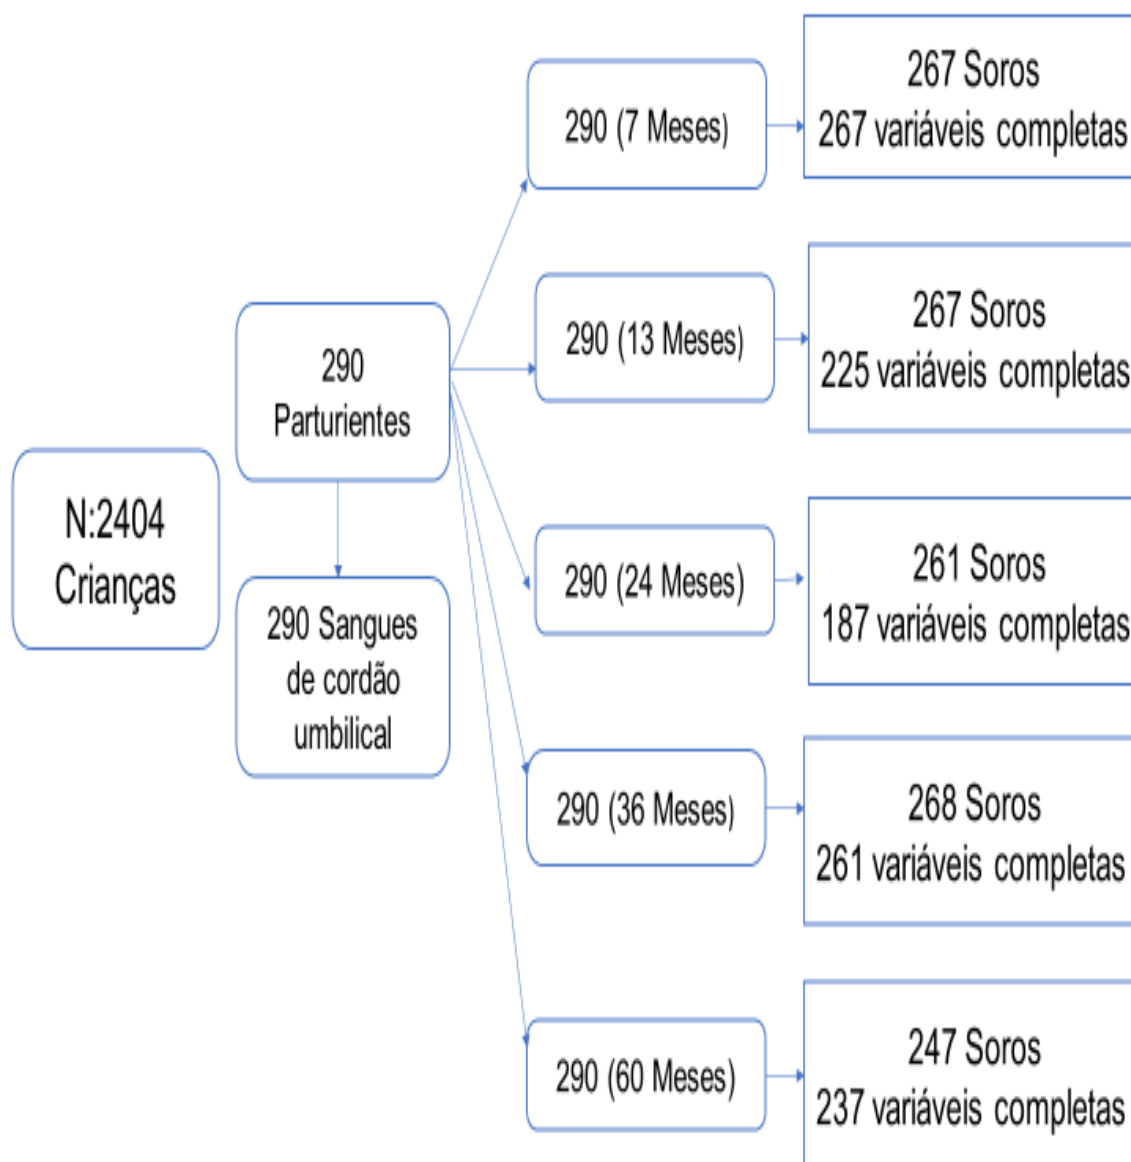 N:2404
Crianças
290
Parturientes
290 Sangues
de cordão
umbilical
290 (7 Meses)
267 Soros
267 variáveis completas
290 (13 Meses)
267 Soros
225 variáveis completas
290 (24 Meses)
261 Soros
187 variáveis completas
290 (36 Meses)
268 Soros
261 variáveis completas
290 (60 Meses)
247 Soros
237 variáveis completas